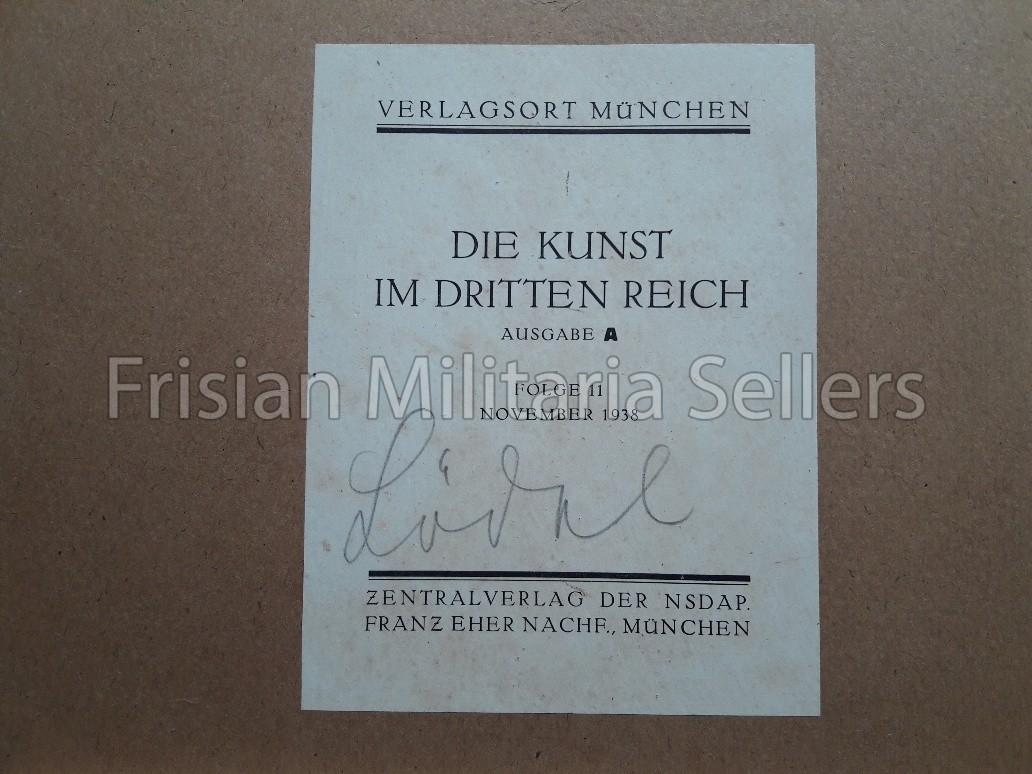 VERLAGSORT MÜNCHEN
DIE KUNST
IM DRITTEN REICH
AUSGABE A
Frisian Militaria Sellers
FOLGE 11
NOVEMBER 1938
Lödel
ZENTRALVERLAG DER NSDAP.
FRANZ EHER NACHF., MÜNCHEN